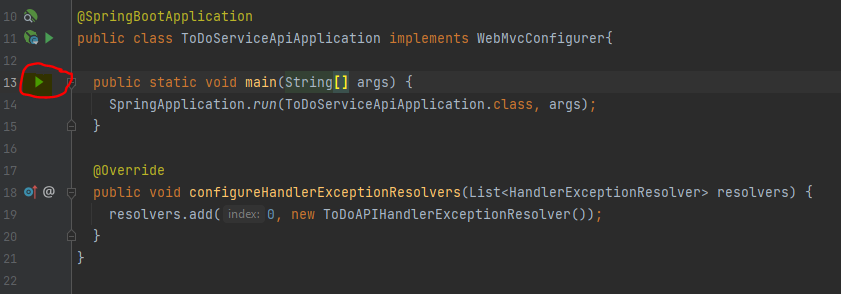 10 @SpringBootApplication
11 public class ToDoServiceApiApplication implements WebMvcConfigurer{
12
13 public static void main(String[] args) {
14 SpringApplication.run(ToDoServiceApiApplication.class, args);
15 }
16
17 @Override
18 @ public void configureHandlerExceptionResolvers(List<HandlerExceptionResolver> resolvers) {
19 resolvers.add( index: 0, new ToDoAPIHandlerExceptionResolver());
20 }
21 }
22